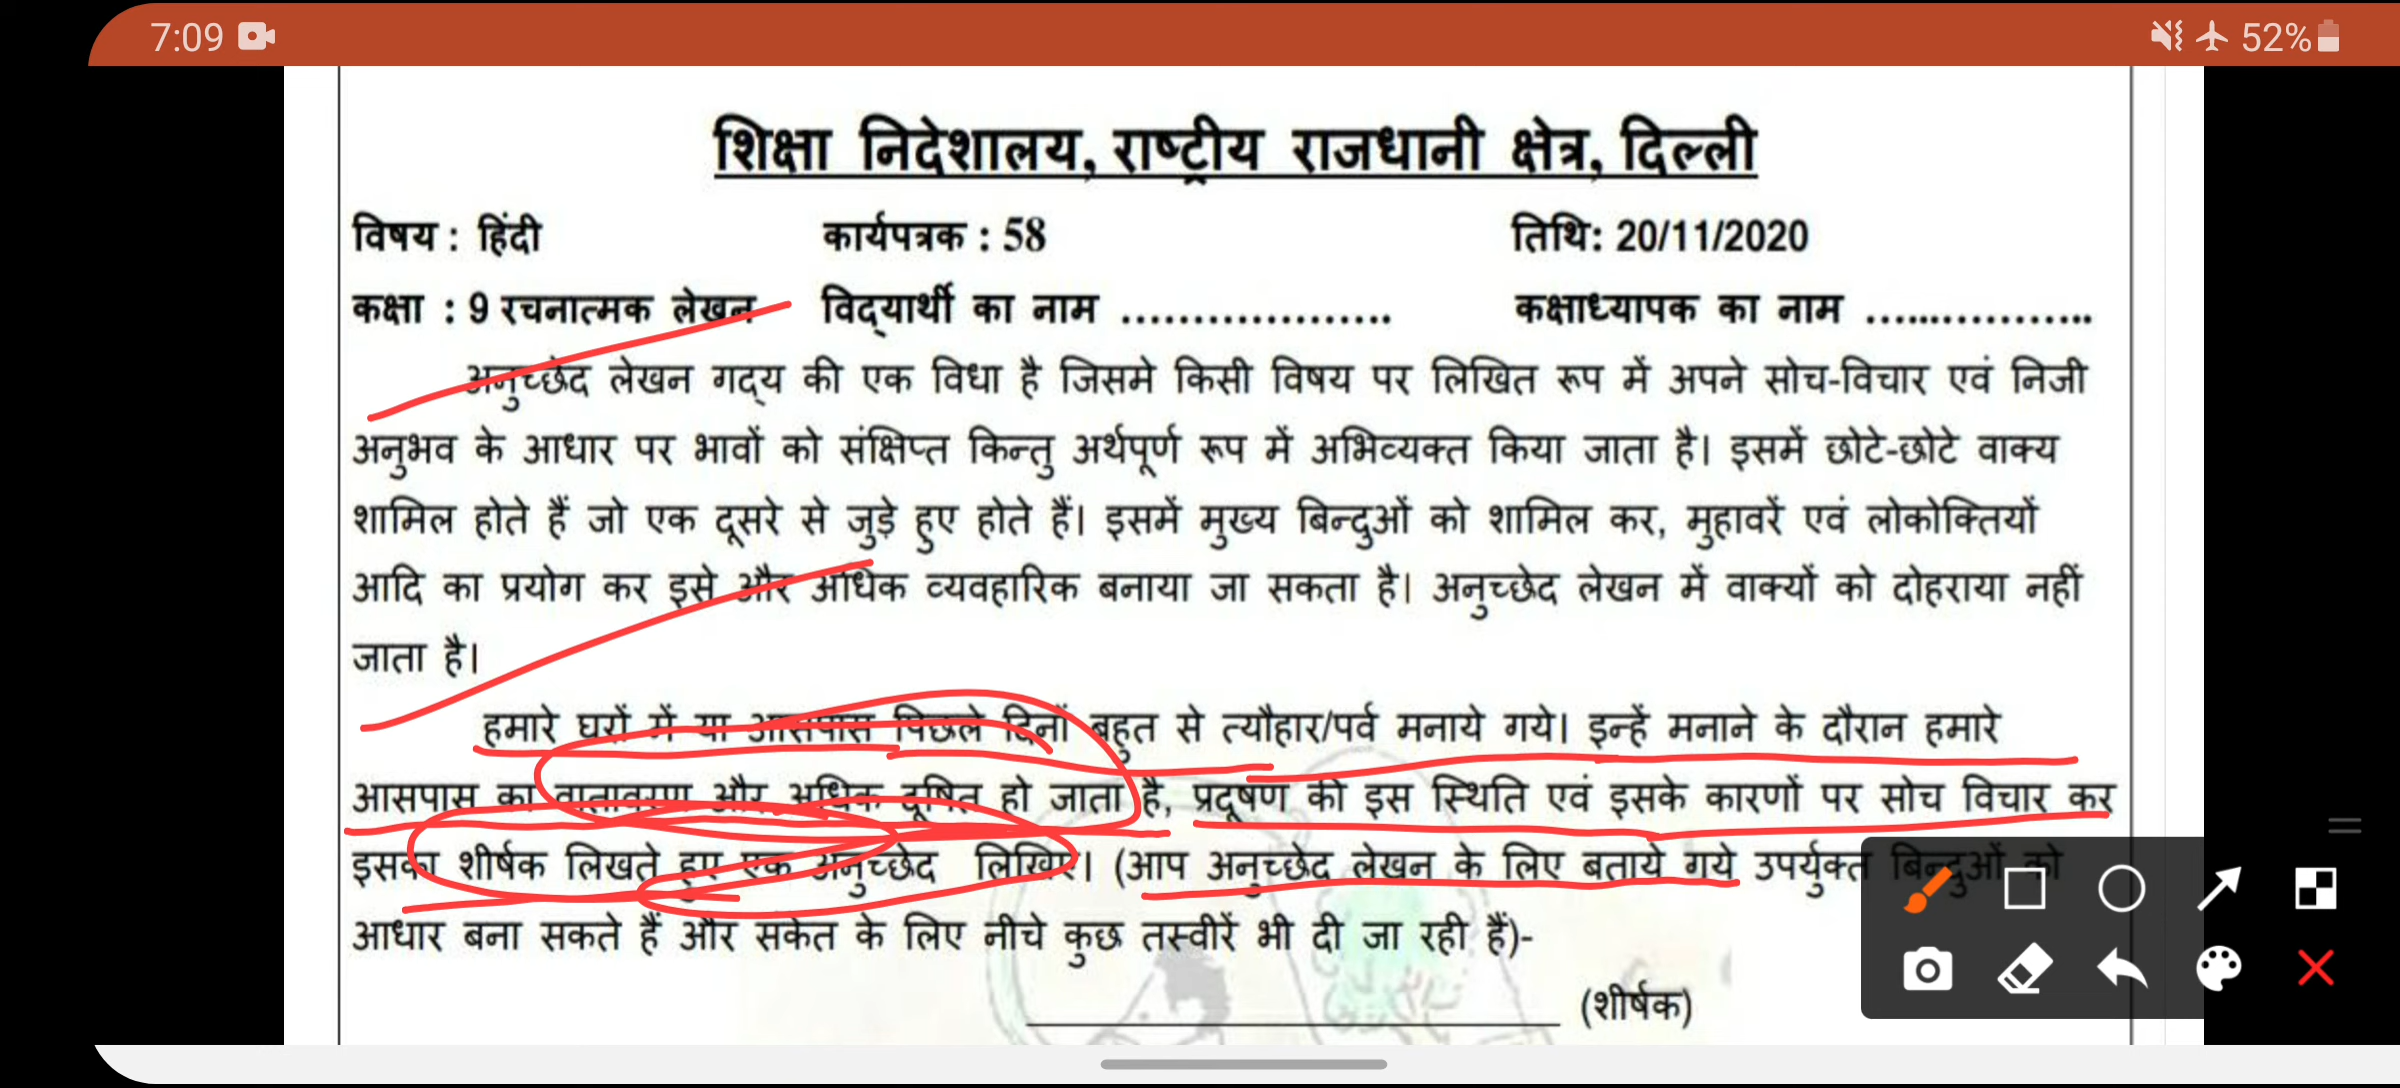 7:09 52%
शिक्षा निदेशालय, राष्ट्रीय राजधानी क्षेत्र, दिल्ली
विषय : हिंदी कार्यपत्रक : 58 तिथि: 20/11/2020
कक्षा : 9 रचनात्मक लेखन विद्यार्थी का नाम ................... कक्षाध्यापक का नाम ................
अनुच्छेद लेखन गद्य की एक विधा है जिसमे किसी विषय पर लिखित रूप में अपने सोच-विचार एवं निजी
अनुभव के आधार पर भावों को संक्षिप्त किन्तु अर्थपूर्ण रूप में अभिव्यक्त किया जाता है। इसमें छोटे-छोटे वाक्य
शामिल होते हैं जो एक दूसरे से जुड़े हुए होते हैं। इसमें मुख्य बिन्दुओं को शामिल कर, मुहावरें एवं लोकोक्तियों
आदि का प्रयोग कर इसे और अधिक व्यवहारिक बनाया जा सकता है। अनुच्छेद लेखन में वाक्यों को दोहराया नहीं
जाता है।
हमारे घरों में या आसपास पिछले दिनों बहुत से त्यौहार/पर्व मनाये गये। इन्हें मनाने के दौरान हमारे
आसपास का वातावरण और अधिक दूषित हो जाता है, प्रदूषण की इस स्थिति एवं इसके कारणों पर सोच विचार कर
इसका शीर्षक लिखते हुए एक अनुच्छेद लिखिए। (आप अनुच्छेद लेखन के लिए बताये गये उपर्युक्त बिन्दुओं को
आधार बना सकते हैं और संकेत के लिए नीचे कुछ तस्वीरें भी दी जा रही हैं)-
(शीर्षक)